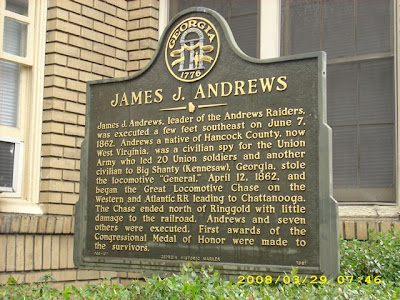 GEORGIA
1776
JAMES J. ANDREWS
James J. Andrews, leader of the Andrews Raiders,
was executed a few feet southeast on June 7,
1862. Andrews a native of Hancock County, now
West Virginia, was a civilian spy for the Union
Army who led 20 Union soldiers and another
civilian to Big Shanty (Kennesaw), Georgia, stole
the locomotive "General," April 12, 1862, and
began the Great Locomotive Chase on the
Western and Atlantic RR leading to Chattanooga.
The Chase ended north of Ringgold with little
damage to the railroad. Andrews and seven
others were executed. First awards of the
Congressional Medal of Honor were made to
the survivors.
GEORGIA HISTORIC MARKER
2008/03/29 07:46